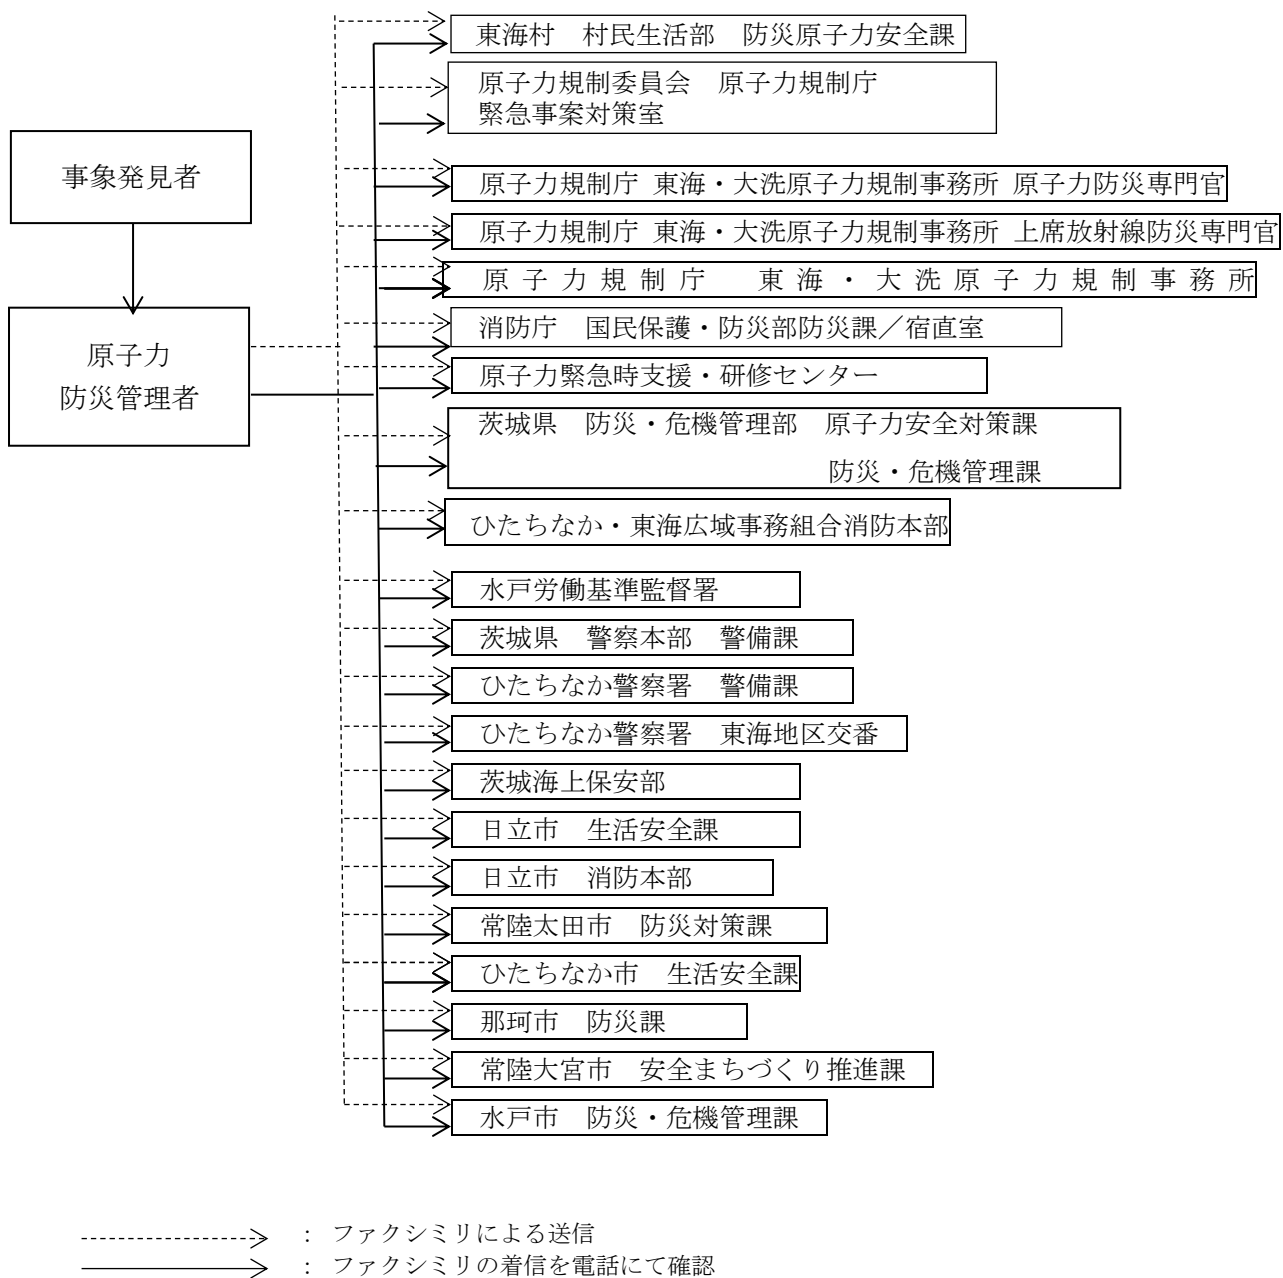 東海村　村民生活部　防災原子力安全課
原子力規制委員会　原子力規制庁
緊急事案対策室
事象発見者
原子力規制庁 東海・大洗原子力規制事務所 原子力防災専門官
原子力規制庁 東海・大洗原子力規制事務所 上席放射線防災専門官
原子力規制庁　東海・大洗原子力規制事務所
消防庁　国民保護・防災部防災課／宿直室
原子力
防災管理者
原子力緊急時支援・研修センター
茨城県　防災・危機管理部　原子力安全対策課
防災・危機管理課
ひたちなか・東海広域事務組合消防本部
水戸労働基準監督署
茨城県　警察本部　警備課
ひたちなか警察署　警備課
ひたちなか警察署　東海地区交番
茨城海上保安部
日立市　生活安全課
日立市　消防本部
常陸太田市　防災対策課
ひたちなか市　生活安全課
那珂市　防災課
常陸大宮市　安全まちづくり推進課
水戸市　防災・危機管理課
：　ファクシミリによる送信
：　ファクシミリの着信を電話にて確認